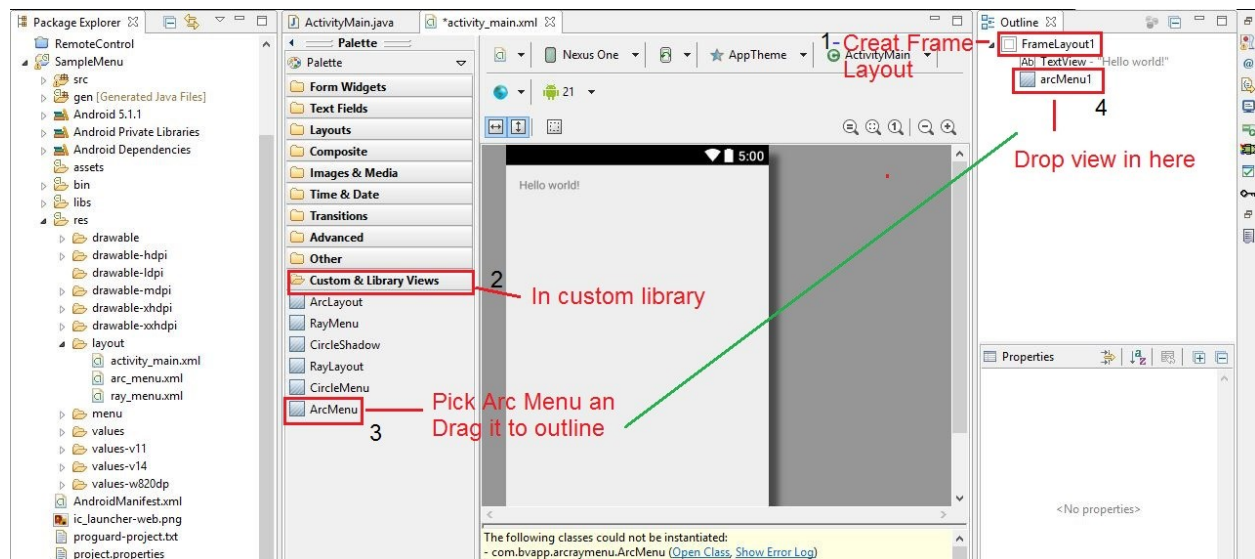 Package Explorer
RemoteControl
SampleMenu
src
gen [Generated Java Files]
Android 5.1.1
Android Private Libraries
Android Dependencies
assets
bin
libs
res
drawable
drawable-hdpi
drawable-ldpi
drawable-mdpi
drawable-xhdpi
drawable-xxhdpi
layout
activity_main.xml
arc_menu.xml
ray_menu.xml
menu
values
values-v11
values-v14
values-w820dp
AndroidManifest.xml
ic_launcher-web.png
proguard-project.txt
project.properties
ActivityMain.java
*activity_main.xml
Palette
Palette
Form Widgets
Text Fields
Layouts
Composite
Images & Media
Time & Date
Transitions
Advanced
Other
Custom & Library Views
ArcLayout
RayMenu
CircleShadow
RayLayout
CircleMenu
ArcMenu
3
2
In custom library
Pick Arc Menu an
Drag it to outline
Nexus One
AppTheme
ActivityMain
21
5:00
Hello world!
The following classes could not be instantiated:
- com.bvapp.arcraymenu.ArcMenu (Open Class, Show Error Log)
1-Creat Frame
Layout
Outline
FrameLayout1
Ab| TextView - "Hello world!"
arcMenu1
4
Drop view in here
Properties
<No properties>